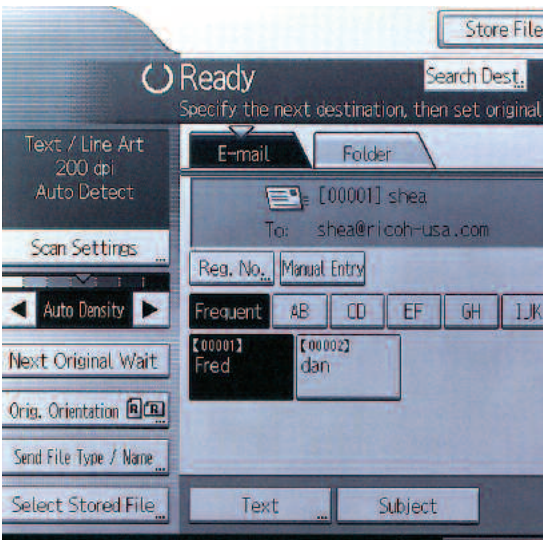 Store File
Ready
Search Dest.
Specify the next destination, then set original
Text / Line Art
200 dpi
Auto Detect
E-mail
Folder
[00001] shea
To: shea@ricoh-usa.com
Scan Settings
Reg. No.
Manual Entry
Auto Density
Frequent
AB
CD
EF
GH
IJK
[00001]
Fred
[00002]
dan
Next Original Wait
Orig. Orientation R R
Send File Type / Name
Select Stored File
Text
Subject